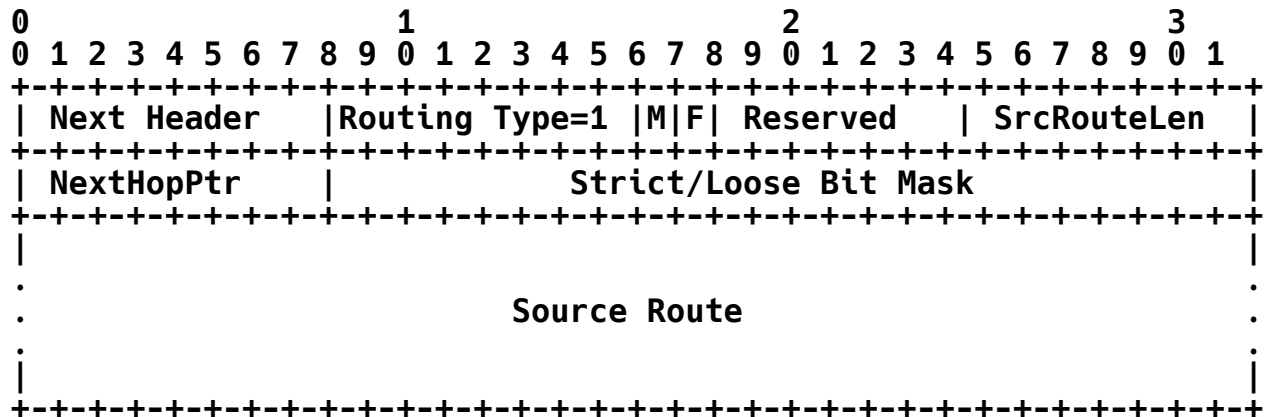 0                   1                   2                   3
0 1 2 3 4 5 6 7 8 9 0 1 2 3 4 5 6 7 8 9 0 1 2 3 4 5 6 7 8 9 0 1
+-+-+-+-+-+-+-+-+-+-+-+-+-+-+-+-+-+-+-+-+-+-+-+-+-+-+-+-+-+-+-+-+
| Next Header   |Routing Type=1 |M|F| Reserved   | SrcRouteLen  |
+-+-+-+-+-+-+-+-+-+-+-+-+-+-+-+-+-+-+-+-+-+-+-+-+-+-+-+-+-+-+-+-+
| NextHopPtr    |            Strict/Loose Bit Mask              |
+-+-+-+-+-+-+-+-+-+-+-+-+-+-+-+-+-+-+-+-+-+-+-+-+-+-+-+-+-+-+-+-+
|                                                               |
.                                                               .
.                         Source Route                          .
.                                                               .
|                                                               |
+-+-+-+-+-+-+-+-+-+-+-+-+-+-+-+-+-+-+-+-+-+-+-+-+-+-+-+-+-+-+-+-+